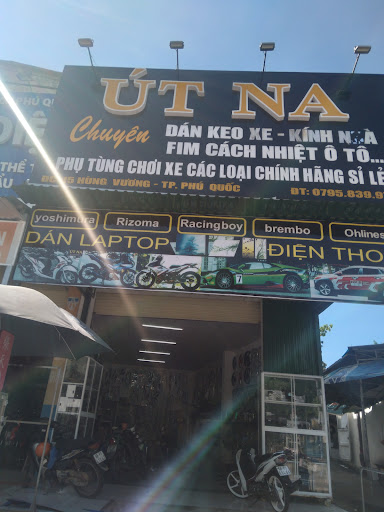 ÚT NA
Chuyên
DÁN KEO XE - KÍNH NHÀ
FIM CÁCH NHIỆT Ô TÔ...
PHỤ TÙNG CHƠI XE CÁC LOẠI CHÍNH HÃNG SỈ LẺ
HÙNG VƯƠNG - TP. PHÚ QUỐC
ĐT: 0795.839.9
yoshimura
Rizoma
Racingboy
brembo
Ohlines
DÁN LAPTOP
ĐIỆN THO